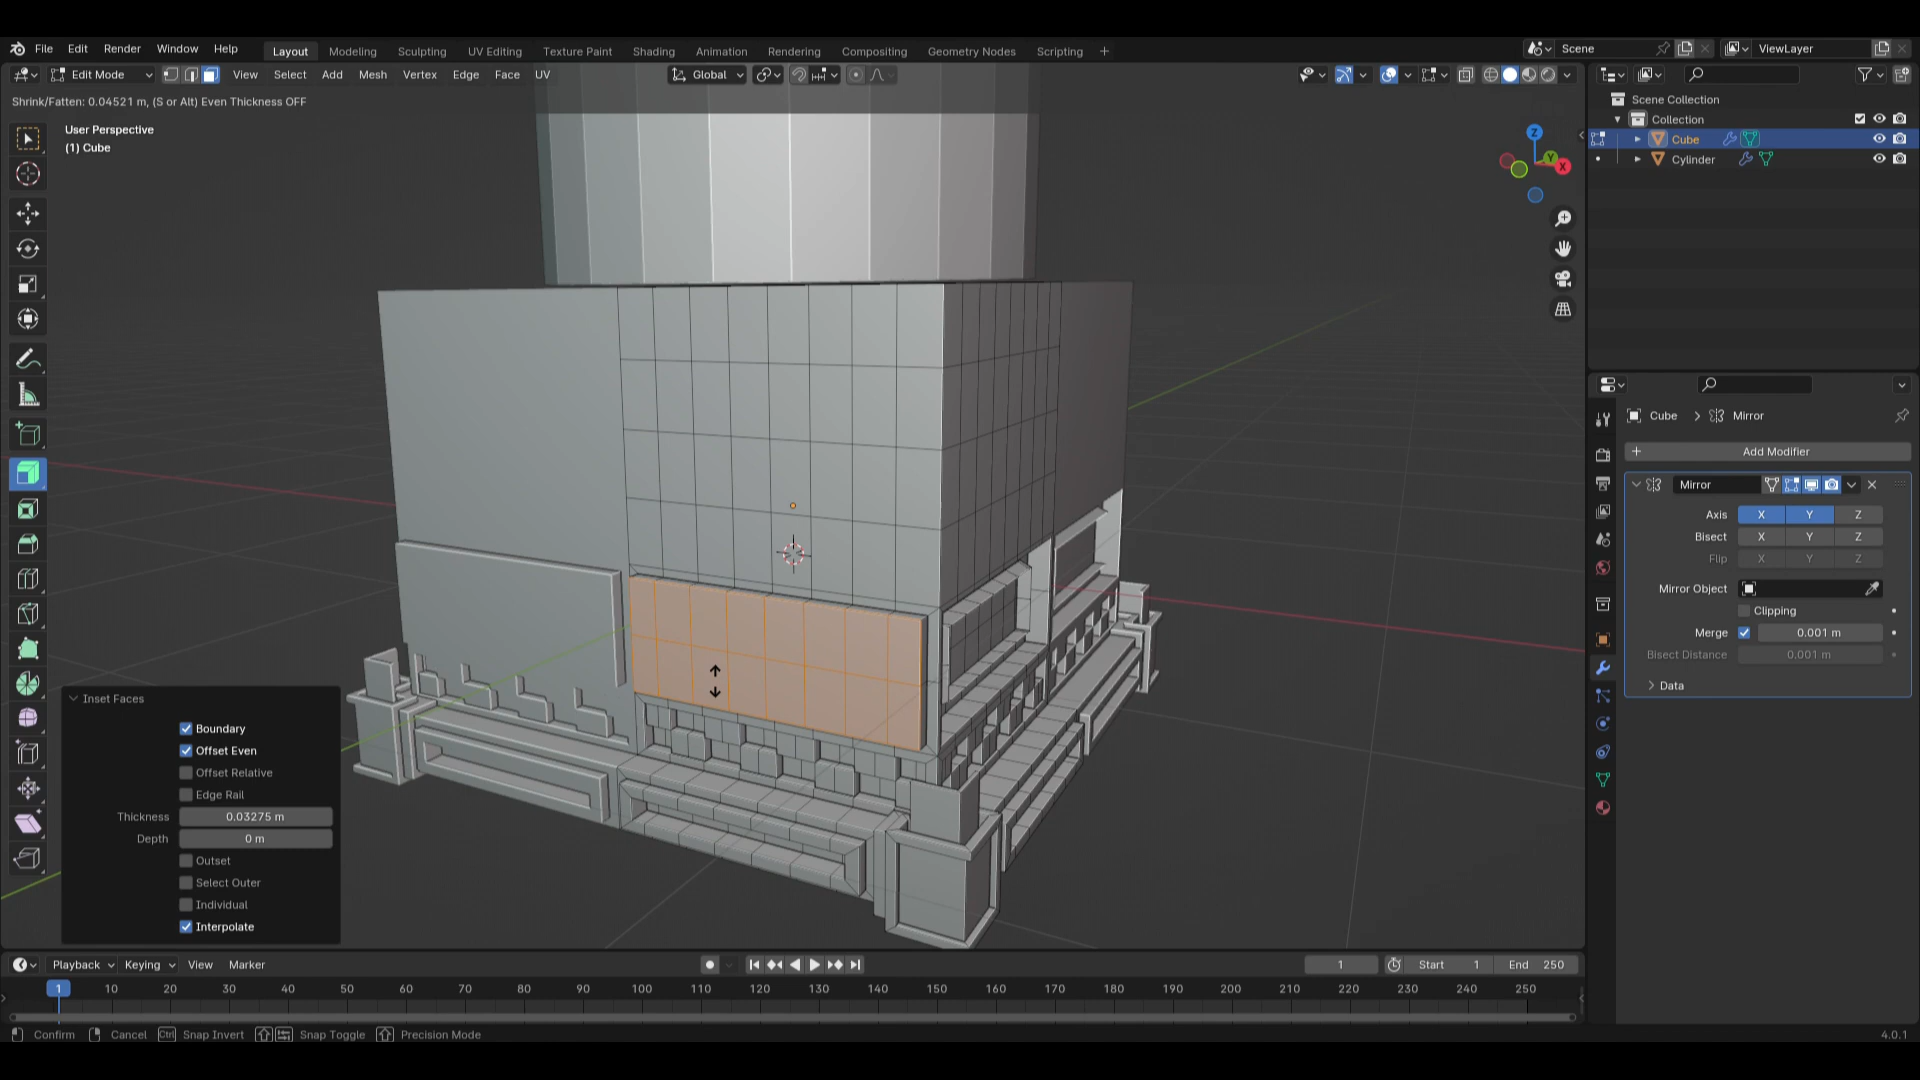 File Edit Render Window Help Layout Modeling Sculpting UV Editing Texture Paint Shading Animation Rendering Compositing Geometry Nodes Scripting + Scene ViewLayer
Edit Mode View Select Add Mesh Vertex Edge Face UV Global
Shrink/Fatten: 0.04521 m, (S or Alt) Even Thickness OFF
User Perspective
(1) Cube
Z
Y
X
Scene Collection
Collection
Cube
Cylinder
Cube > Mirror
+ Add Modifier
Mirror
Axis X Y Z
Bisect X Y Z
Flip X Y Z
Mirror Object
Clipping
Merge 0.001 m
Bisect Distance 0.001 m
Data
Inset Faces
Boundary
Offset Even
Offset Relative
Edge Rail
Thickness 0.03275 m
Depth 0 m
Outset
Select Outer
Individual
Interpolate
Playback Keying View Marker 1 Start 1 End 250
1 10 20 30 40 50 60 70 80 90 100 110 120 130 140 150 160 170 180 190 200 210 220 230 240 250
Confirm Cancel Ctrl Snap Invert Snap Toggle Precision Mode 4.0.1